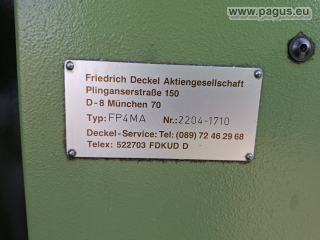 www.pagus.eu
Friedrich Deckel Aktiengesellschaft
Plinganserstraße 150
D-8 München 70
Typ: FP4MA Nr.: 2204-1710
Deckel-Service: Tel: (089) 72 46 29 68
Telex: 522703 FDKUD D